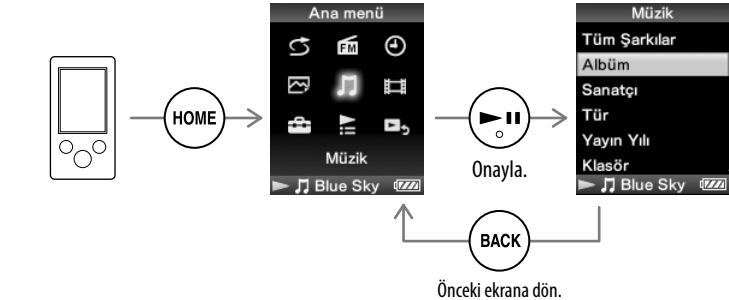 Ana menü
FM
Müzik
Blue Sky
HOME
Onayla.
BACK
Önceki ekrana dön.
Müzik
Tüm Şarkılar
Albüm
Sanatçı
Tür
Yayın Yılı
Klasör
Blue Sky